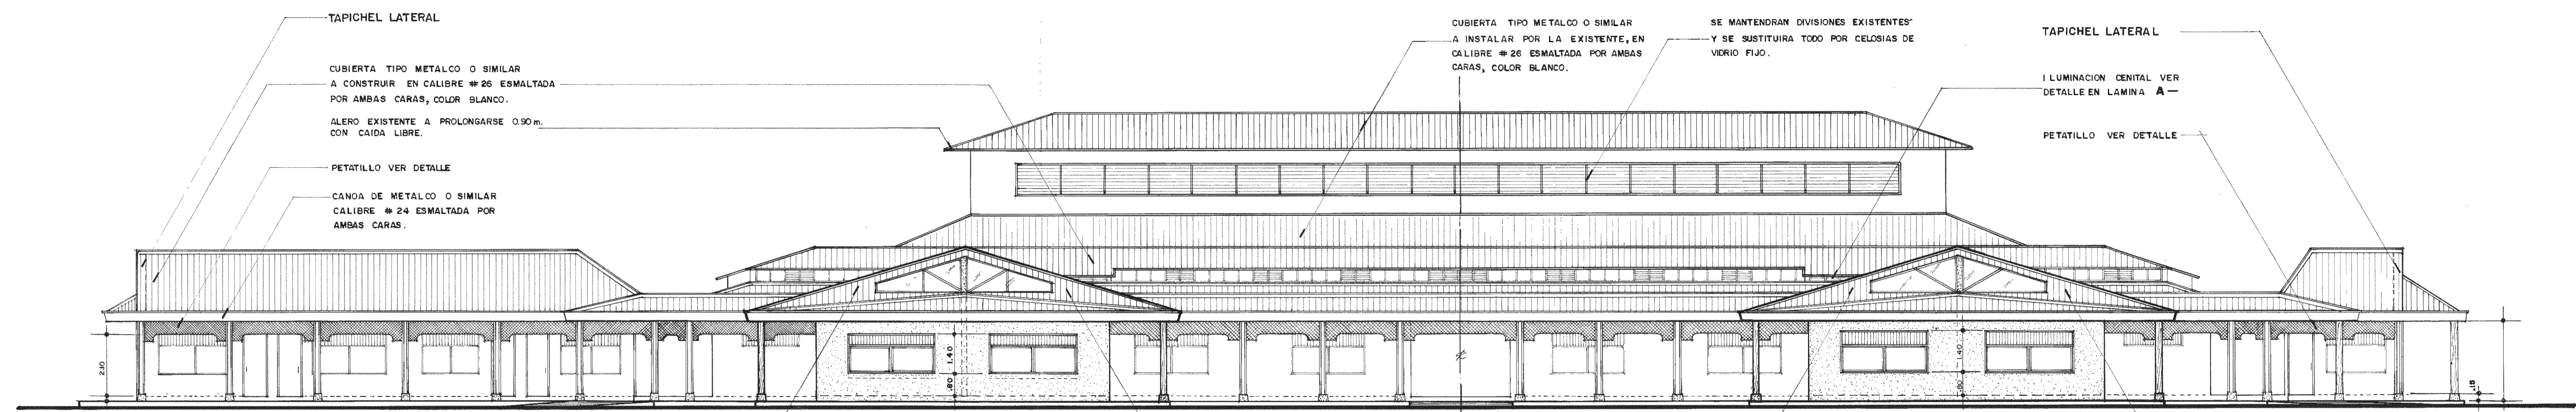 TAPICHEL LATERAL
CUBIERTA TIPO METALCO O SIMILAR
A CONSTRUIR EN CALIBRE # 26 ESMALTADA
POR AMBAS CARAS, COLOR BLANCO.
ALERO EXISTENTE A PROLONGARSE 0.90 m.
CON CAIDA LIBRE.
PETATILLO VER DETALLE
CANOA DE METALCO O SIMILAR
CALIBRE # 24 ESMALTADA POR
AMBAS CARAS.
CUBIERTA TIPO METALCO O SIMILAR
A INSTALAR POR LA EXISTENTE, EN
CALIBRE # 26 ESMALTADA POR AMBAS
CARAS, COLOR BLANCO.
SE MANTENDRAN DIVISIONES EXISTENTES
Y SE SUSTITUIRA TODO POR CELOSIAS DE
VIDRIO FIJO.
TAPICHEL LATERAL
ILUMINACION CENITAL VER
DETALLE EN LAMINA A—
PETATILLO VER DETALLE
2.10
1.40
.80
1.40
.80
.15